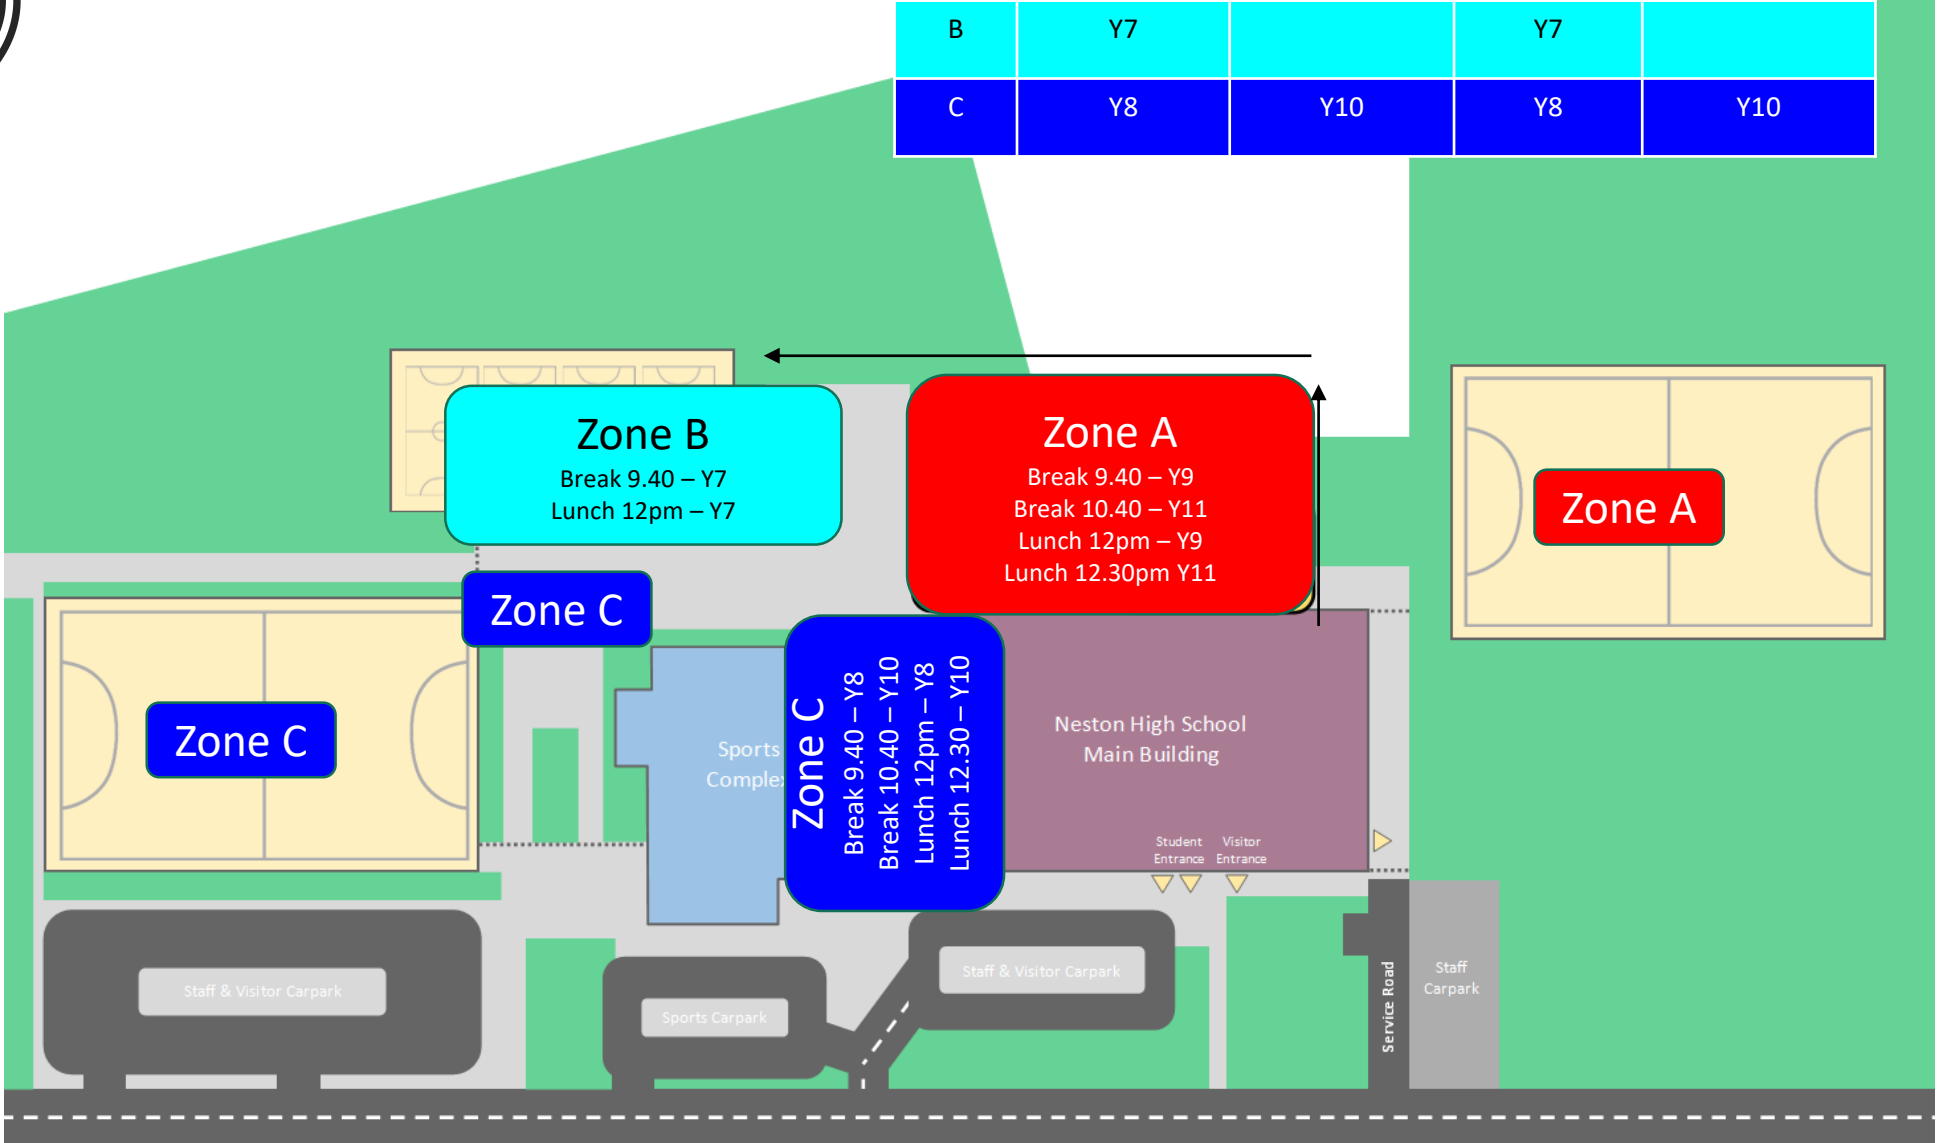 B Y7 Y7
C Y8 Y10 Y8 Y10
Zone B
Break 9.40 – Y7
Lunch 12pm – Y7
Zone A
Break 9.40 – Y9
Break 10.40 – Y11
Lunch 12pm – Y9
Lunch 12.30pm Y11
Zone A
Zone C
Zone C
Zone C
Break 9.40 – Y8
Break 10.40 – Y10
Lunch 12pm – Y8
Lunch 12.30 – Y10
Sports
Comple
Neston High School
Main Building
Student
Entrance
Visitor
Entrance
Staff & Visitor Carpark
Sports Carpark
Staff & Visitor Carpark
Service Road
Staff
Carpark